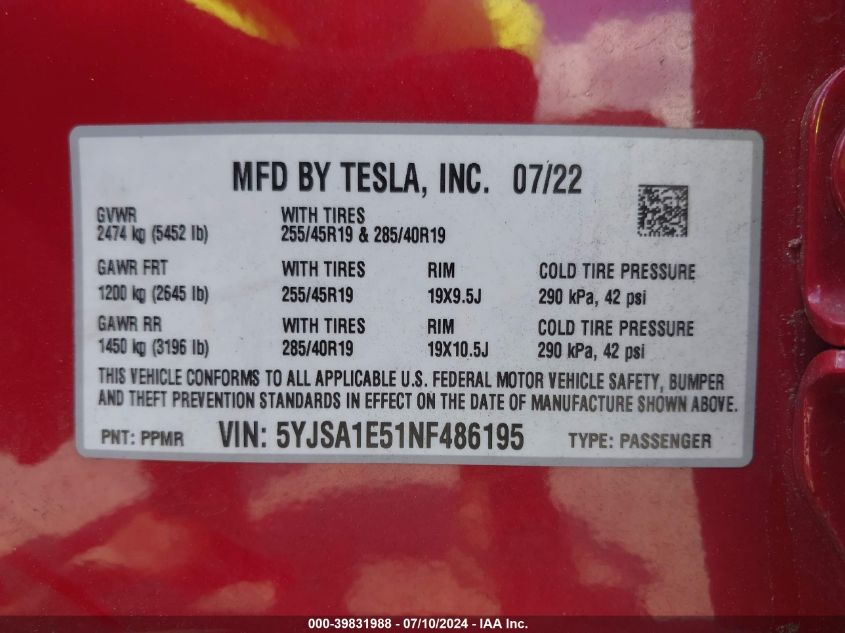 MFD BY TESLA, INC. 07/22
GVWR WITH TIRES
2474 kg (5452 lb) 255/45R19 & 285/40R19
GAWR FRT WITH TIRES RIM COLD TIRE PRESSURE
1200 kg (2645 lb) 255/45R19 19X9.5J 290 kPa, 42 psi
GAWR RR WITH TIRES RIM COLD TIRE PRESSURE
1450 kg (3196 lb) 285/40R19 19X10.5J 290 kPa, 42 psi
THIS VEHICLE CONFORMS TO ALL APPLICABLE U.S. FEDERAL MOTOR VEHICLE SAFETY, BUMPER
AND THEFT PREVENTION STANDARDS IN EFFECT ON THE DATE OF MANUFACTURE SHOWN ABOVE.
PNT: PPMR VIN: 5YJSA1E51NF486195 TYPE: PASSENGER
000-39831988 - 07/10/2024 - IAA Inc.